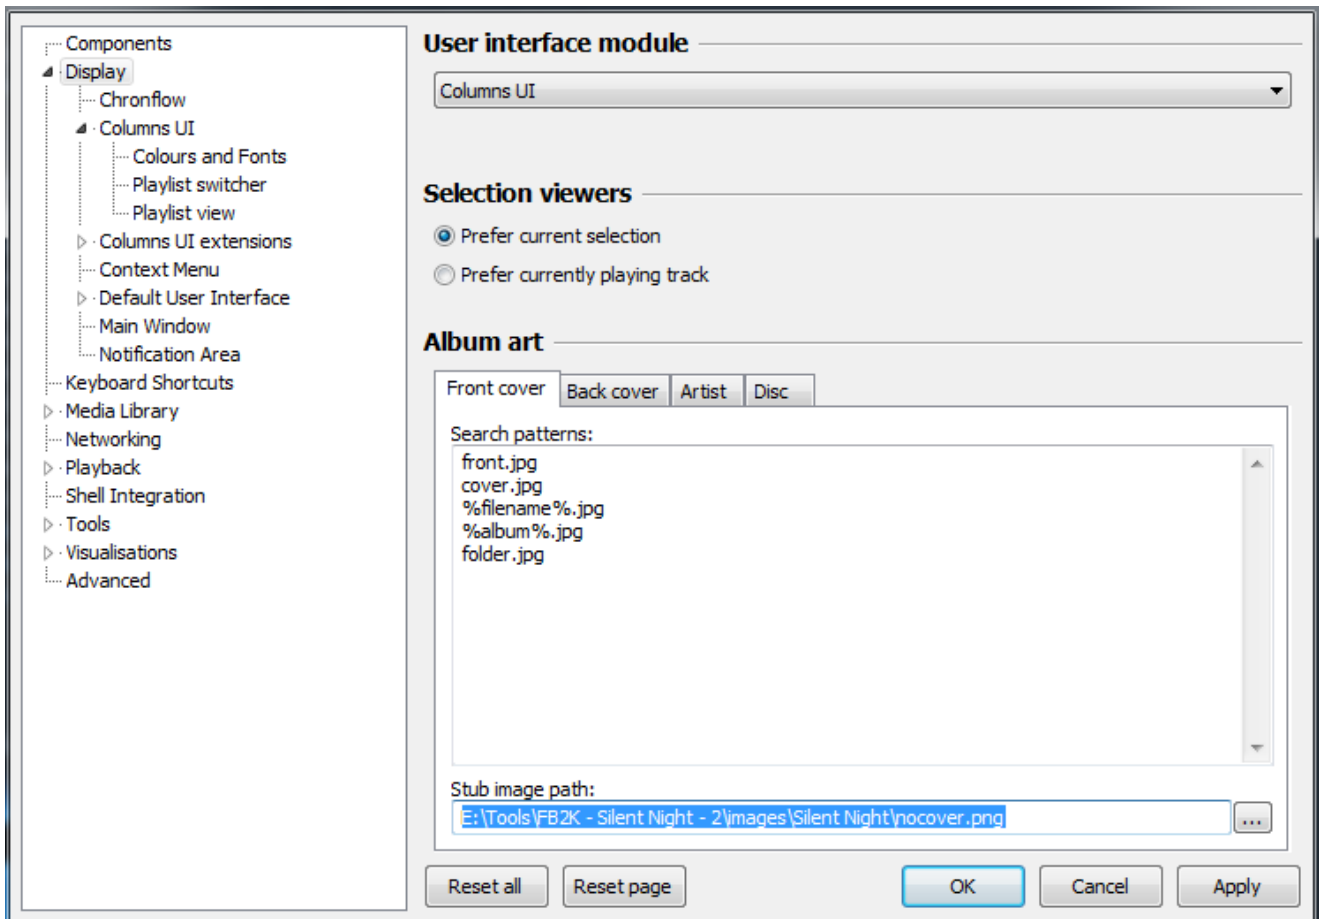 Components
Display
Chronflow
Columns UI
Colours and Fonts
Playlist switcher
Playlist view
Columns UI extensions
Context Menu
Default User Interface
Main Window
Notification Area
Keyboard Shortcuts
Media Library
Networking
Playback
Shell Integration
Tools
Visualisations
Advanced
User interface module
Columns UI
Selection viewers
Prefer current selection
Prefer currently playing track
Album art
Front cover Back cover Artist Disc
Search patterns:
front.jpg
cover.jpg
%filename%.jpg
%album%.jpg
folder.jpg
Stub image path:
E:\Tools\FB2K - Silent Night - 2\images\Silent Night\nocover.png ...
Reset all Reset page OK Cancel Apply